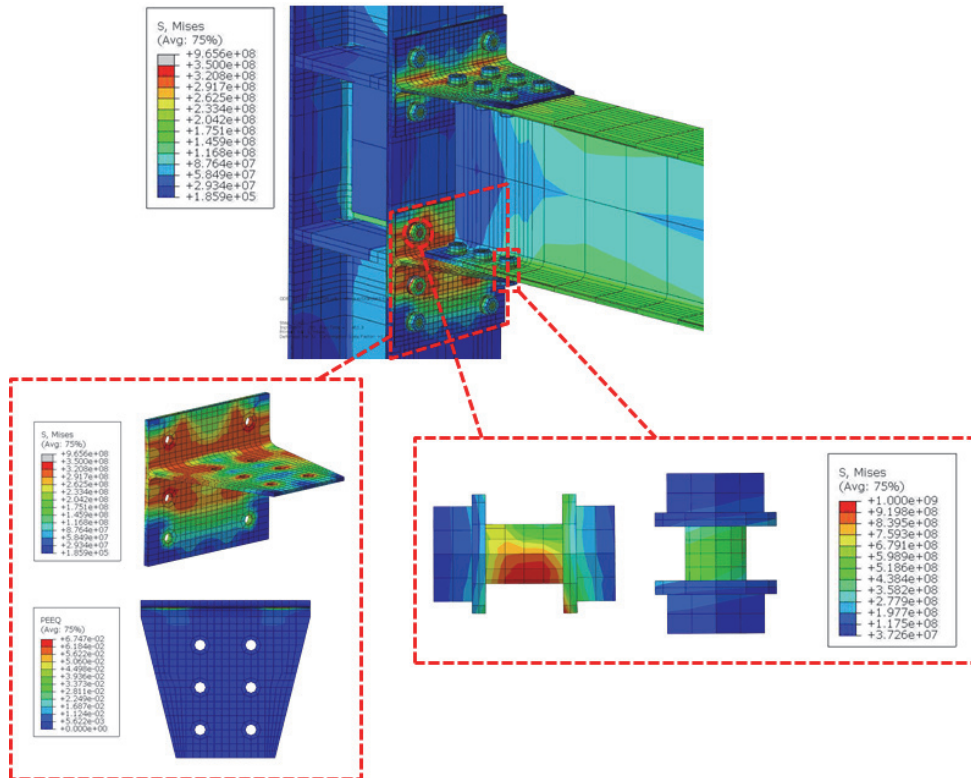 S, Mises
(Avg: 75%)
+9.656e+08
+3.500e+08
+3.208e+08
+2.917e+08
+2.625e+08
+2.334e+08
+2.042e+08
+1.751e+08
+1.459e+08
+1.168e+08
+8.764e+07
+5.849e+07
+2.934e+07
+1.859e+05
S, Mises
(Avg: 75%)
+9.656e+08
+3.500e+08
+3.208e+08
+2.917e+08
+2.625e+08
+2.334e+08
+2.042e+08
+1.751e+08
+1.459e+08
+1.168e+08
+8.764e+07
+5.849e+07
+2.934e+07
+1.859e+05
PEEQ
(Avg: 75%)
+6.747e-02
+6.184e-02
+5.622e-02
+5.060e-02
+4.498e-02
+3.936e-02
+3.373e-02
+2.811e-02
+2.249e-02
+1.687e-02
+1.124e-02
+5.622e-03
+0.000e+00
S, Mises
(Avg: 75%)
+1.000e+09
+9.198e+08
+8.395e+08
+7.593e+08
+6.791e+08
+5.989e+08
+5.186e+08
+4.384e+08
+3.582e+08
+2.779e+08
+1.977e+08
+1.175e+08
+3.726e+07